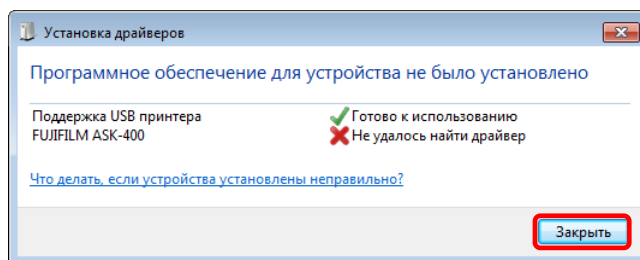 Установка драйверов
Программное обеспечение для устройства не было установлено
Поддержка USB принтера Готово к использованию
FUJIFILM ASK-400 Не удалось найти драйвер
Что делать, если устройства установлены неправильно?
Закрыть